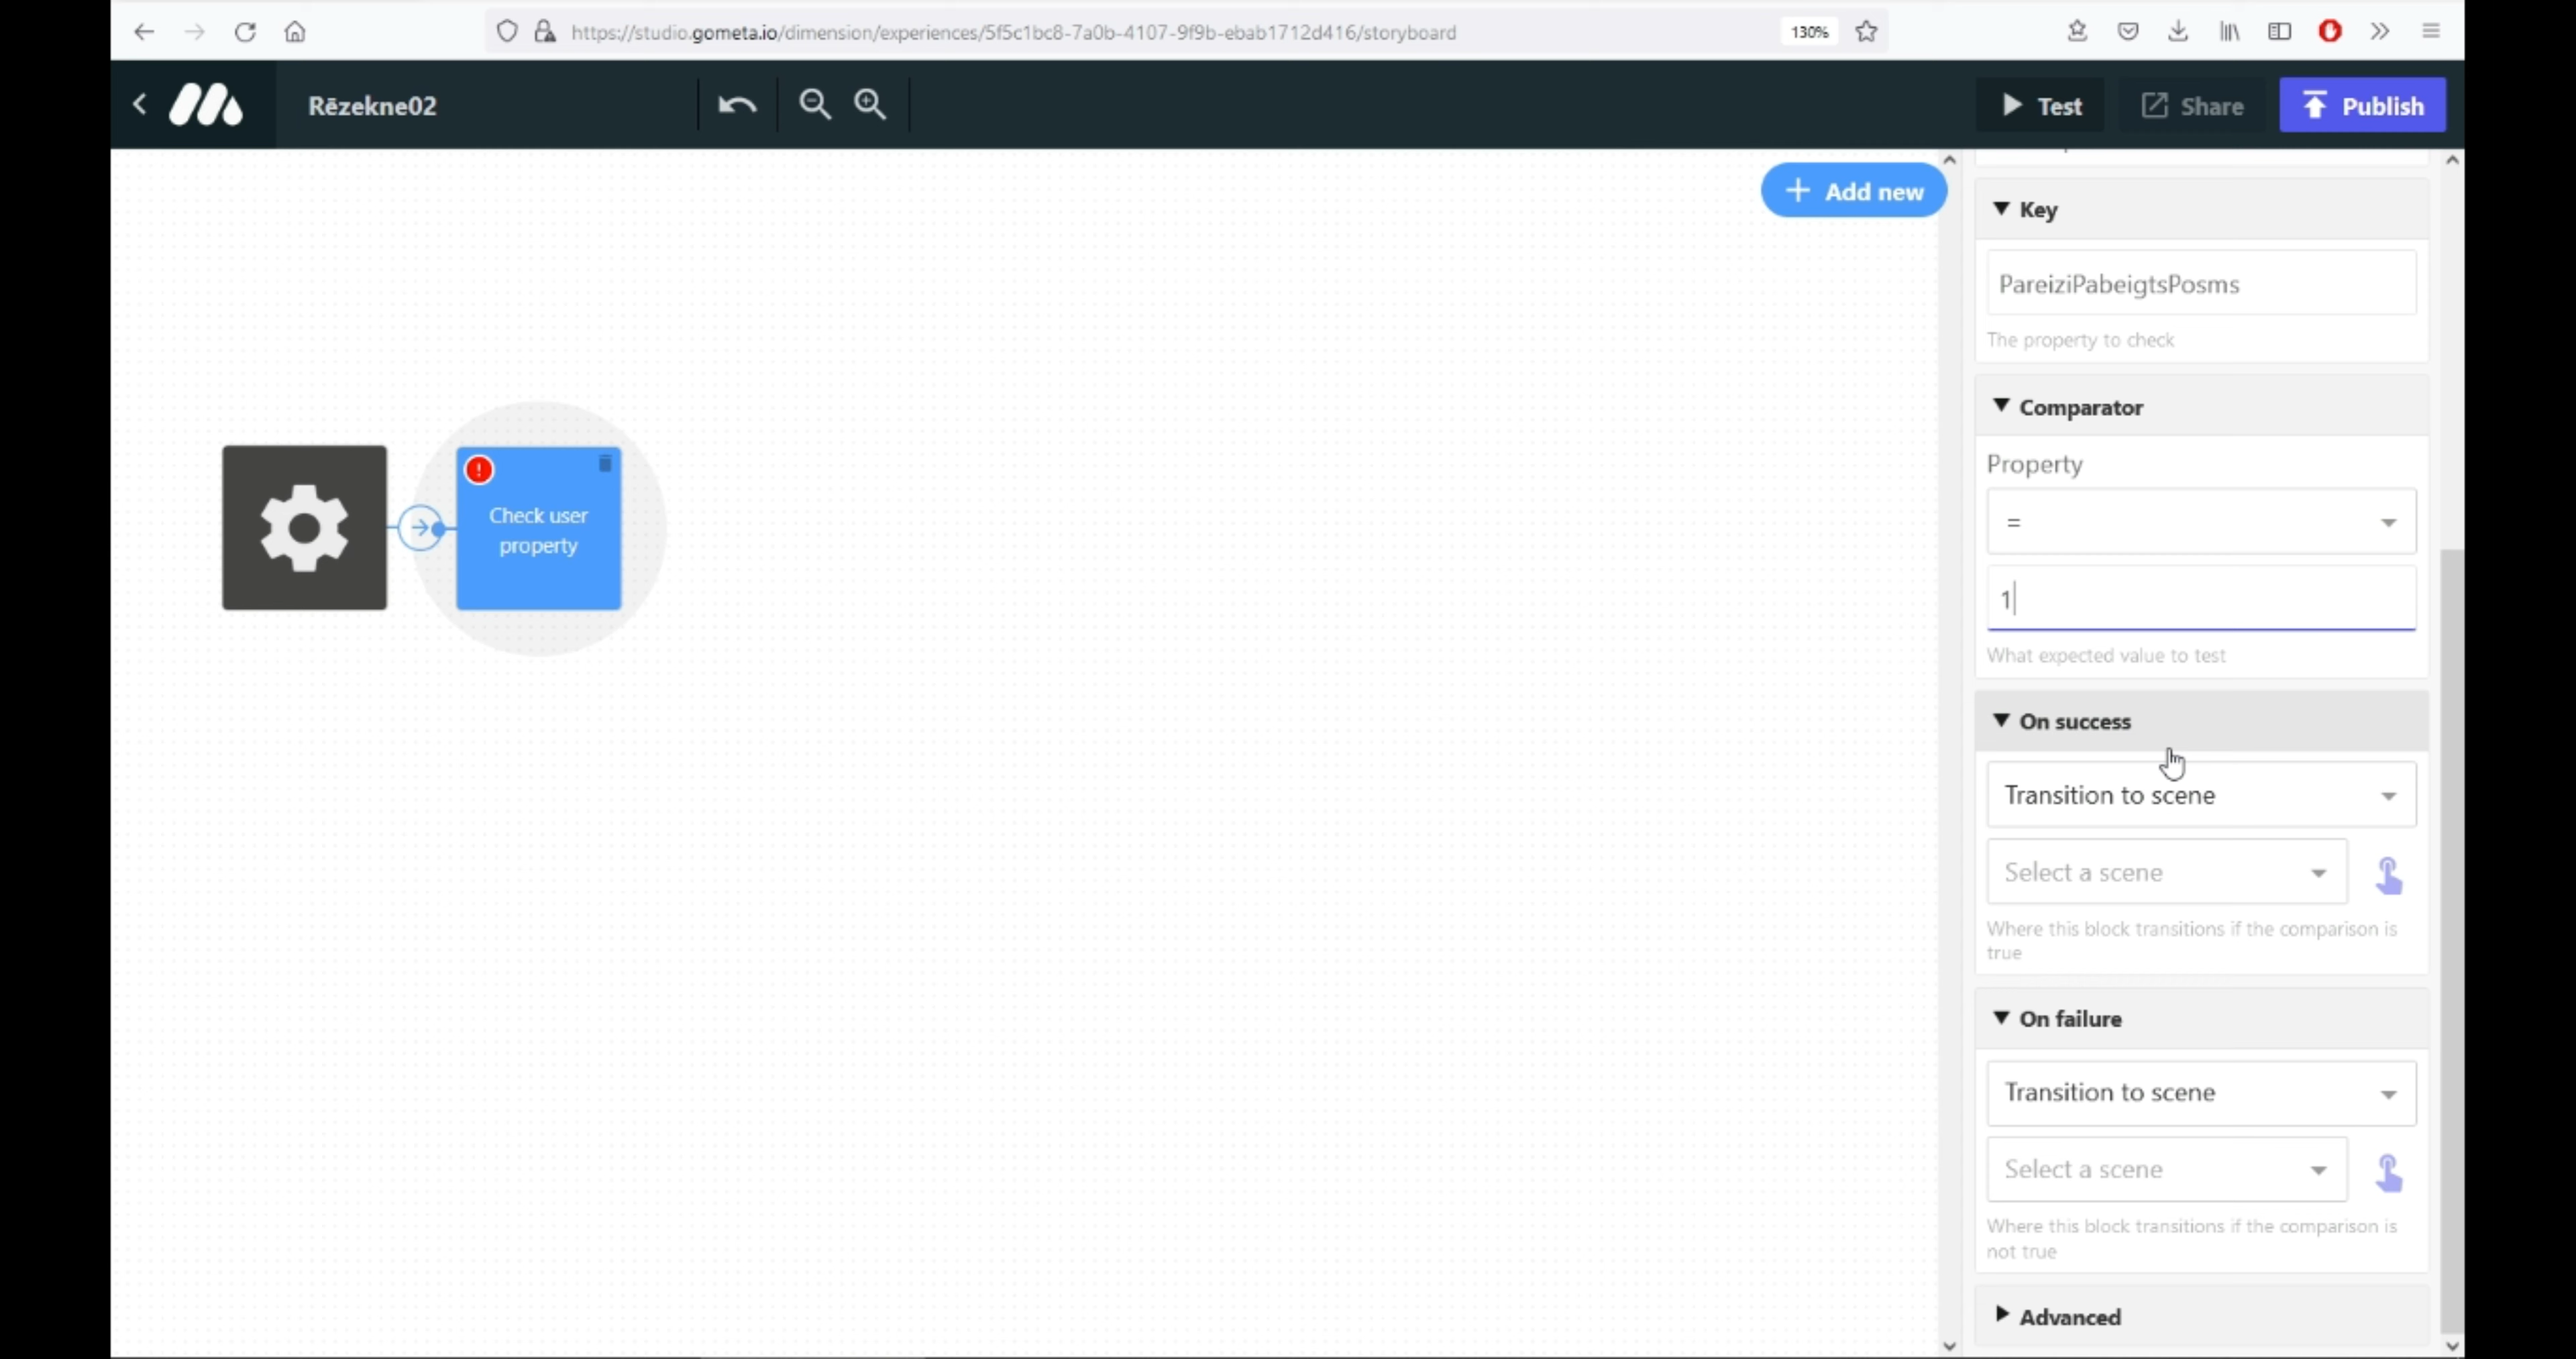 https://studio.gometa.io/dimension/experiences/5f5c1bc8-7a0b-4107-9f9b-ebab1712d416/storyboard
130%
Rēzekne02
Test
Share
Publish
Add new
Key
PareiziPabeigtsPosms
The property to check
Comparator
Property
=
1
What expected value to test
On success
Transition to scene
Select a scene
Where this block transitions if the comparison is
true
On failure
Transition to scene
Select a scene
Where this block transitions if the comparison is
not true
Advanced
!
Check user
property